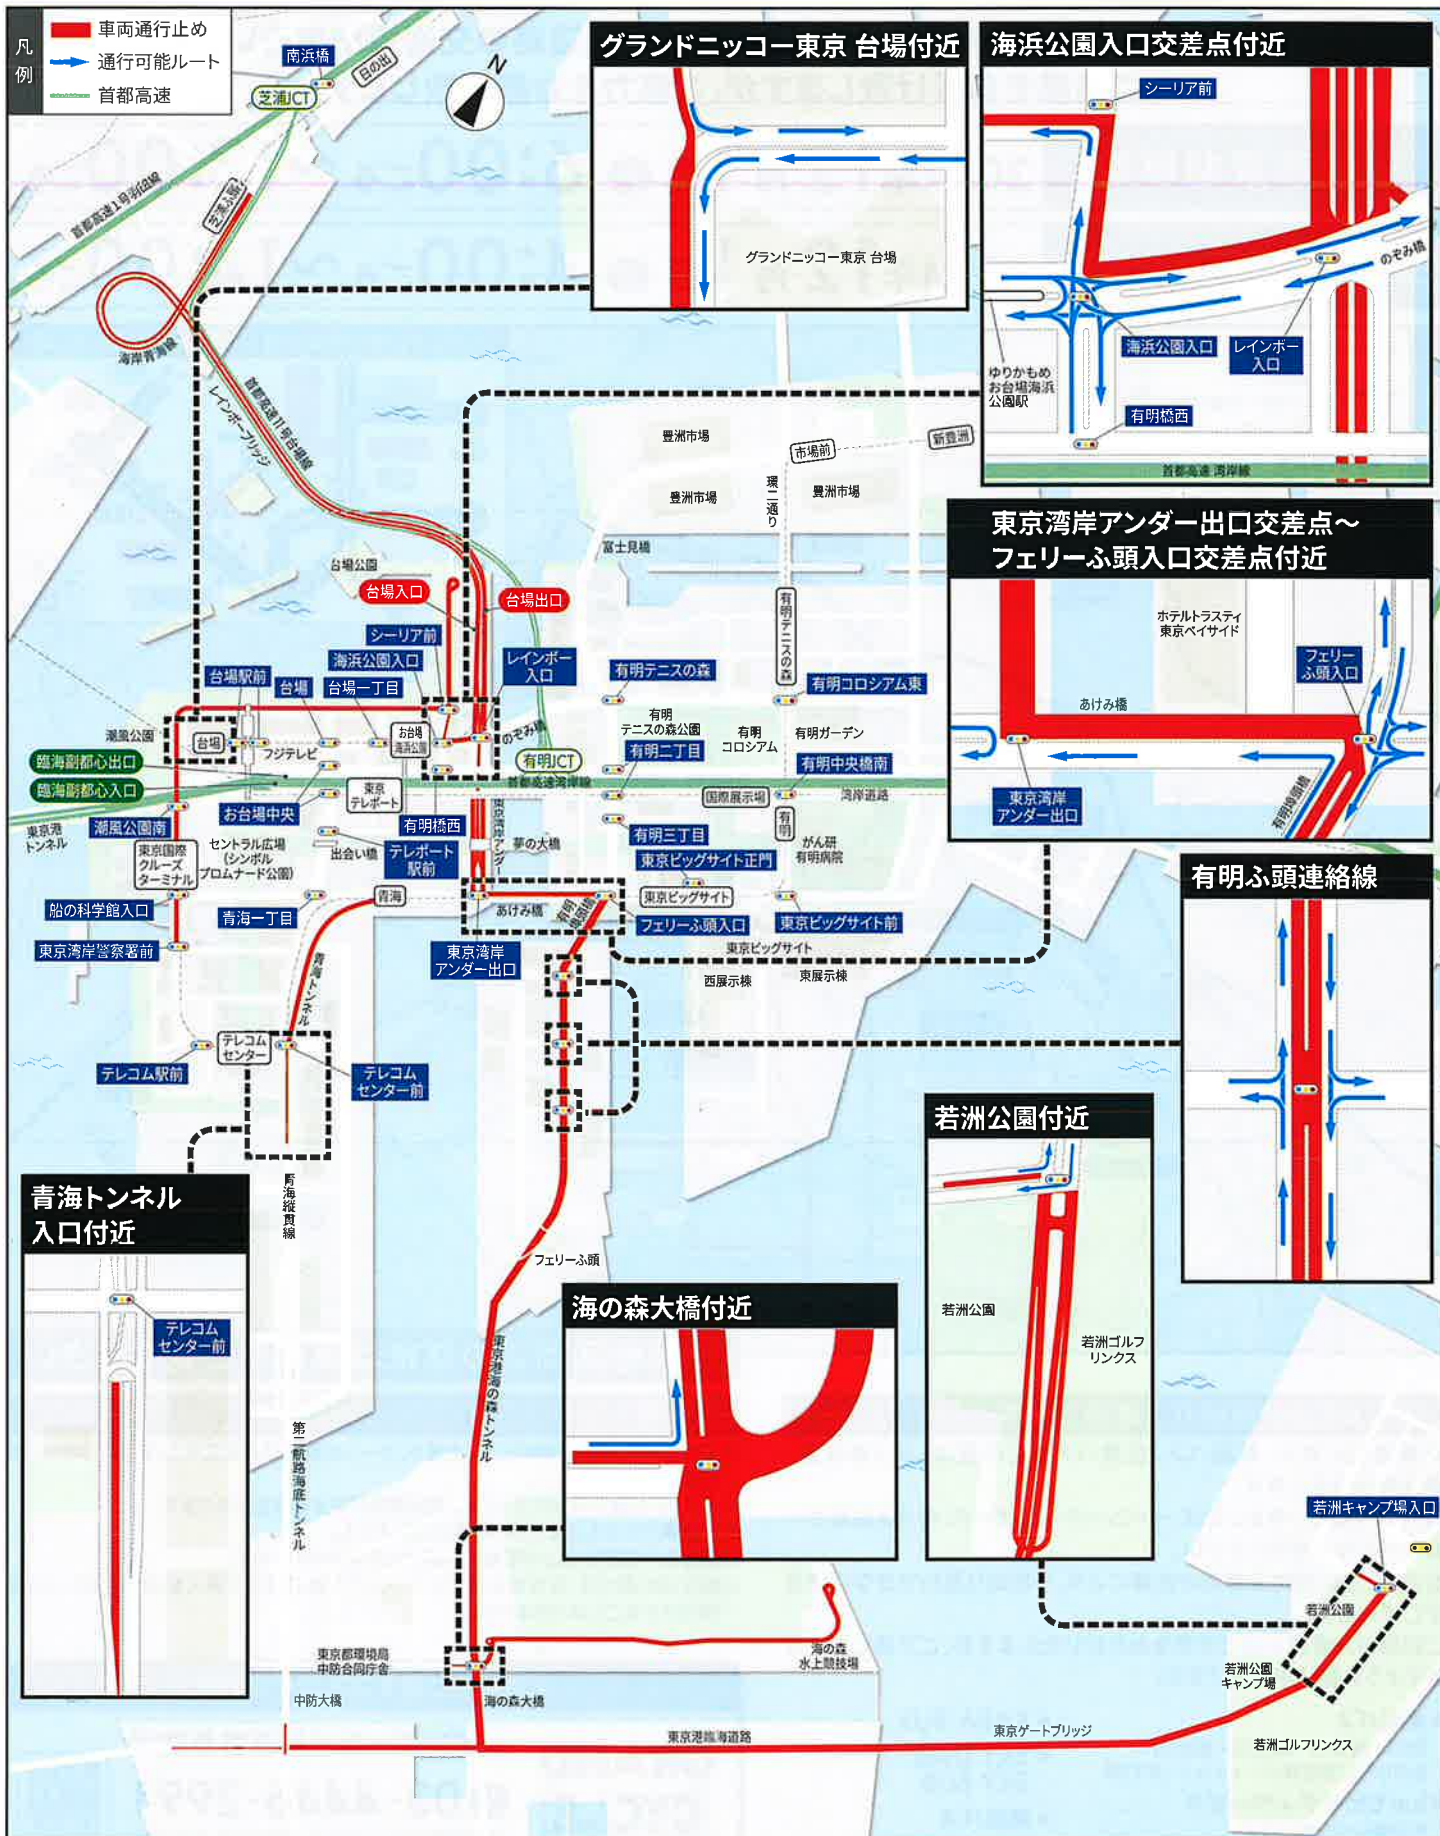 凡例
車両通行止め
通行可能ルート
首都高速
南浜橋
日の出
芝浦JCT
N
首都高速1号羽田線
芝浦ふ頭
海岸青海線
首都高速11号台場線
レインボーブリッジ
グランドニッコー東京 台場付近
グランドニッコー東京 台場
海浜公園入口交差点付近
シーリア前
のぞみ橋
海浜公園入口
レインボー
入口
ゆりかもめ
お台場海浜
公園駅
有明橋西
首都高速 湾岸線
豊洲市場
市場前
新豊洲
豊洲市場
豊洲市場
環二通り
富士見橋
東京湾岸アンダー出口交差点～
フェリーふ頭入口交差点付近
ホテルトラスティ
東京ベイサイド
フェリー
ふ頭入口
あけみ橋
東京湾岸
アンダー出口
有明埠頭橋
台場公園
台場入口
台場出口
シーリア前
海浜公園入口
台場一丁目
レインボー
入口
台場駅前
台場
有明テニスの森
有明テニスの森
有明コロシアム東
潮風公園
台場
フジテレビ
お台場
海浜公園
のぞみ橋
有明
テニスの森公園
有明
コロシアム
有明ガーデン
臨海副都心出口
臨海副都心入口
有明JCT
有明二丁目
有明中央橋南
首都高速湾岸線
東京
テレポート
国際展示場
湾岸道路
東京港
トンネル
潮風公園南
お台場中央
有明橋西
東京湾岸アンダー
有明三丁目
有明
がん研
有明病院
東京国際
クルーズ
ターミナル
セントラル広場
(シンボル
プロムナード公園)
出会い橋
テレポート
駅前
夢の大橋
東京ビッグサイト正門
東京ビッグサイト
船の科学館入口
青海一丁目
青海
あけみ橋
有明
埠頭橋
フェリーふ頭入口
東京ビッグサイト前
東京湾岸警察署前
東京湾岸
アンダー出口
東京ビッグサイト
西展示棟
東展示棟
青海トンネル
有明ふ頭連絡線
テレコム
センター
テレコム駅前
テレコム
センター前
青海縦貫線
青海トンネル
入口付近
テレコム
センター前
フェリーふ頭
若洲公園付近
若洲公園
若洲ゴルフ
リンクス
海の森大橋付近
東京港海の森トンネル
第二航路海底トンネル
若洲キャンプ場入口
若洲公園
若洲公園
キャンプ場
東京都環境局
中防合同庁舎
海の森
水上競技場
中防大橋
海の森大橋
東京港臨海道路
東京ゲートブリッジ
若洲ゴルフリンクス